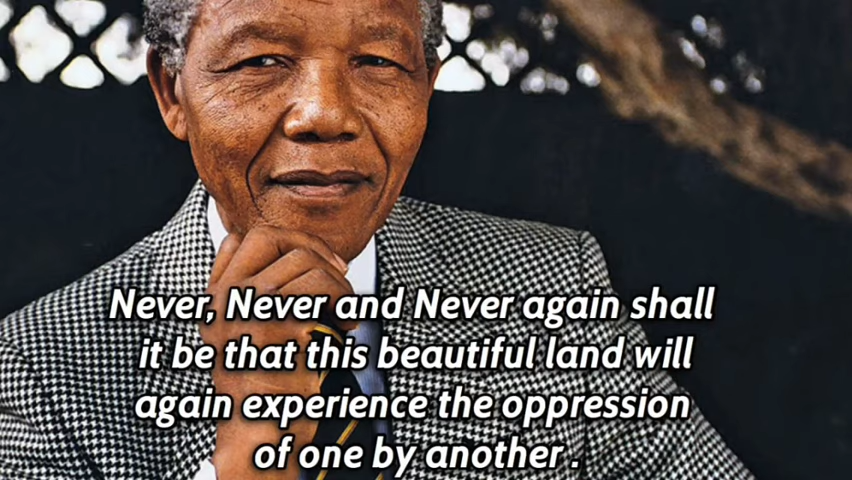 Never, Never and Never again shall
it be that this beautiful land will
again experience the oppression
of one by another .